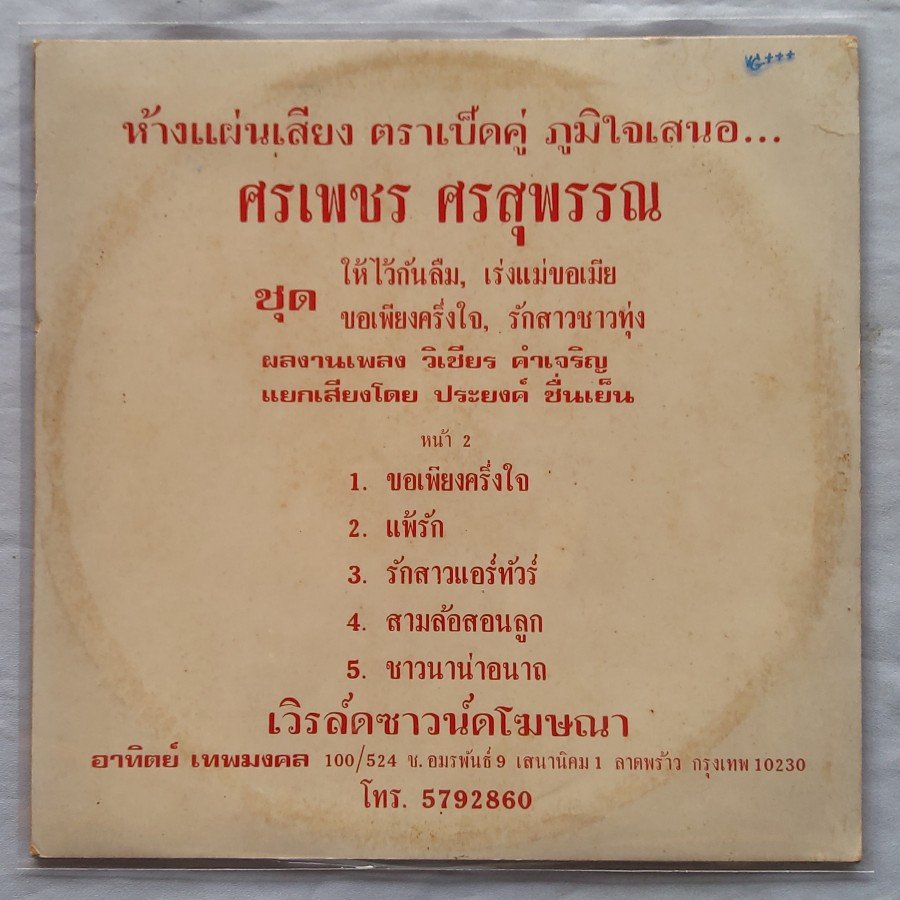 VG+++
ห้างแผ่นเสียง ตราเป็ดคู่ ภูมิใจเสนอ...
ศรเพชร ศรสุพรรณ
ชุด
ให้ไว้กันลืม, เร่งแม่ขอเมีย
ขอเพียงครึ่งใจ, รักสาวชาวทุ่ง
ผลงานเพลง วิเชียร คำเจริญ
แยกเสียงโดย ประยงค์ ชื่นเย็น
หน้า 2
1. ขอเพียงครึ่งใจ
2. แพ้รัก
3. รักสาวแอร์ทัวร์
4. สามล้อสอนลูก
5. ชาวนาน่าอนาถ
เวิรล์ดซาวน์ดโฆษณา
อาทิตย์ เทพมงคล 100/524 ซ. อมรพันธ์ 9 เสนานิคม 1 ลาดพร้าว กรุงเทพ 10230
โทร. 5792860